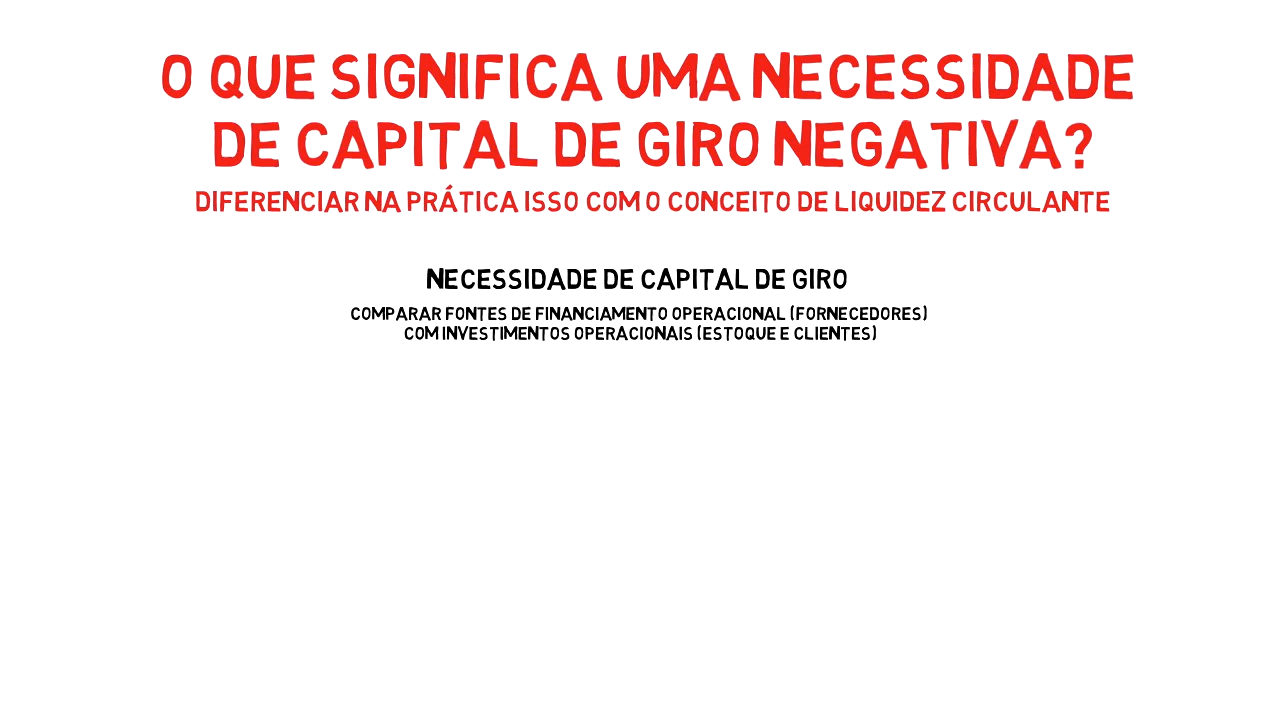 O QUE SIGNIFICA UMA NECESSIDADE
DE CAPITAL DE GIRO NEGATIVA?
DIFERENCIAR NA PRÁTICA ISSO COM O CONCEITO DE LIQUIDEZ CIRCULANTE
NECESSIDADE DE CAPITAL DE GIRO
COMPARAR FONTES DE FINANCIAMENTO OPERACIONAL (FORNECEDORES)
COM INVESTIMENTOS OPERACIONAIS (ESTOQUE E CLIENTES)